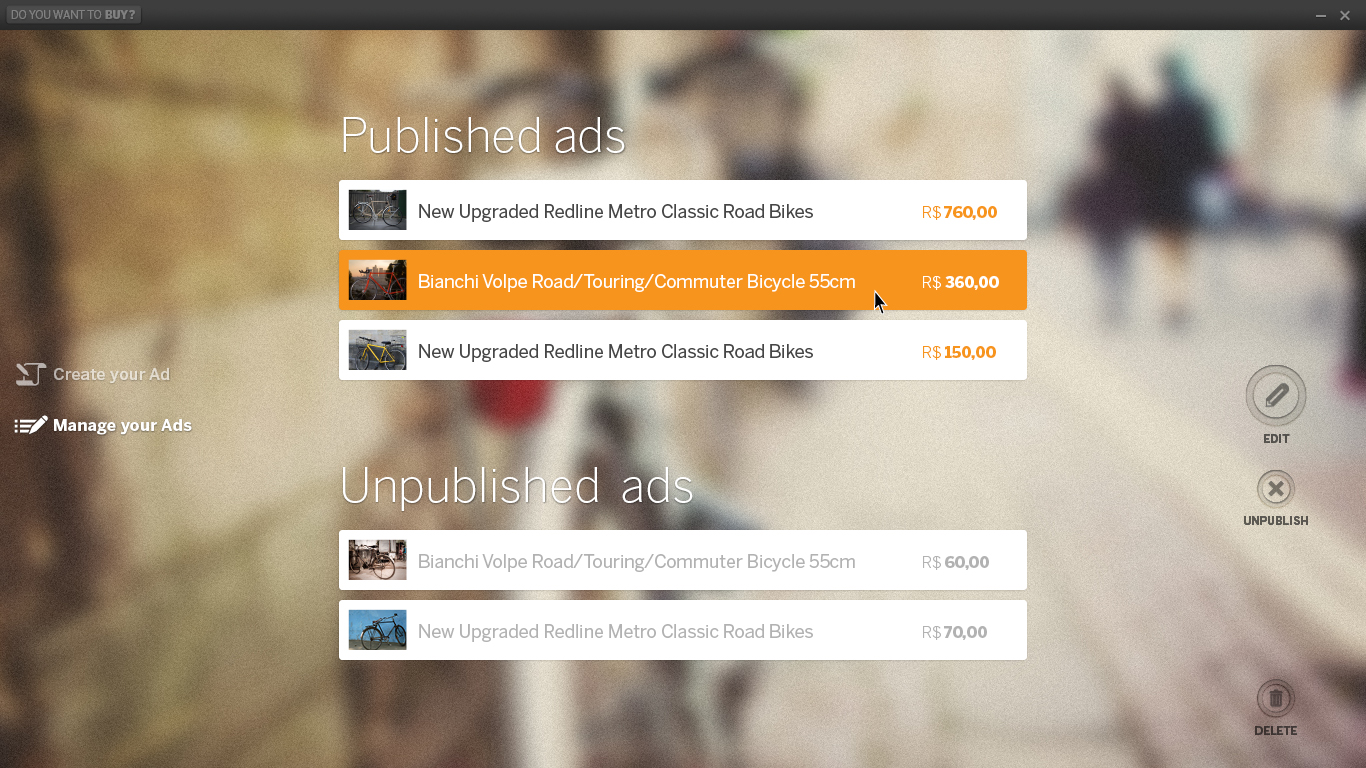 DO YOU WANT TO BUY?
Published ads
New Upgraded Redline Metro Classic Road Bikes R$ 760,00
Bianchi Volpe Road/Touring/Commuter Bicycle 55cm R$ 360,00
New Upgraded Redline Metro Classic Road Bikes R$ 150,00
Create your Ad
Manage your Ads
EDIT
Unpublished ads
UNPUBLISH
Bianchi Volpe Road/Touring/Commuter Bicycle 55cm R$ 60,00
New Upgraded Redline Metro Classic Road Bikes R$ 70,00
DELETE